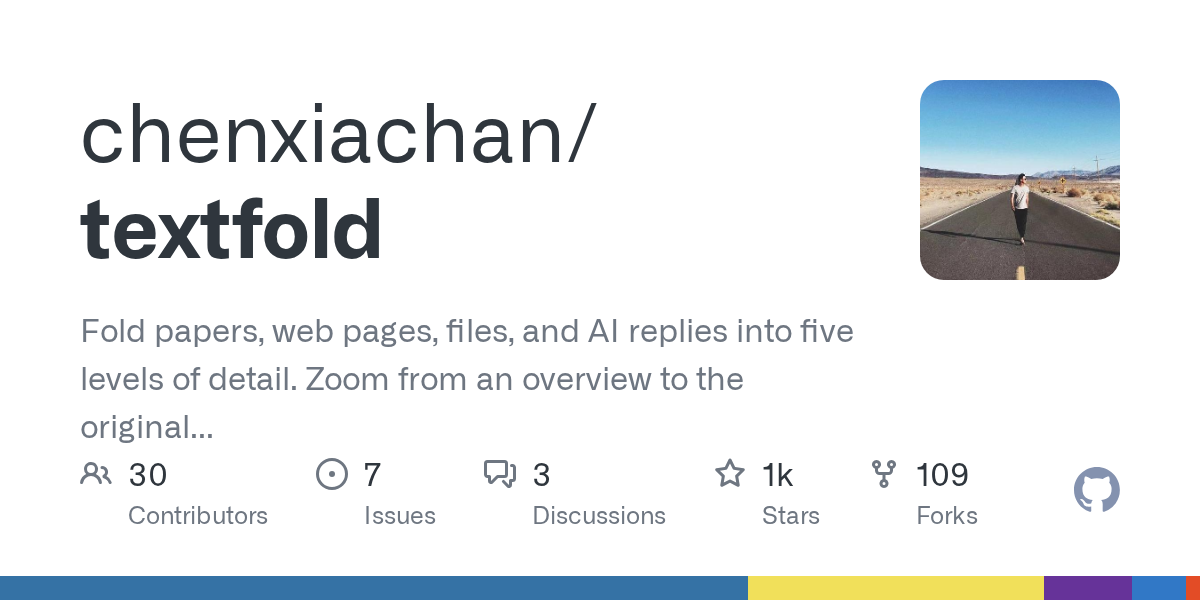 chenxiachan/
textfold
Fold papers, web pages, files, and AI replies into five
levels of detail. Zoom from an overview to the
original...
30
Contributors
7
Issues
3
Discussions
1k
Stars
109
Forks